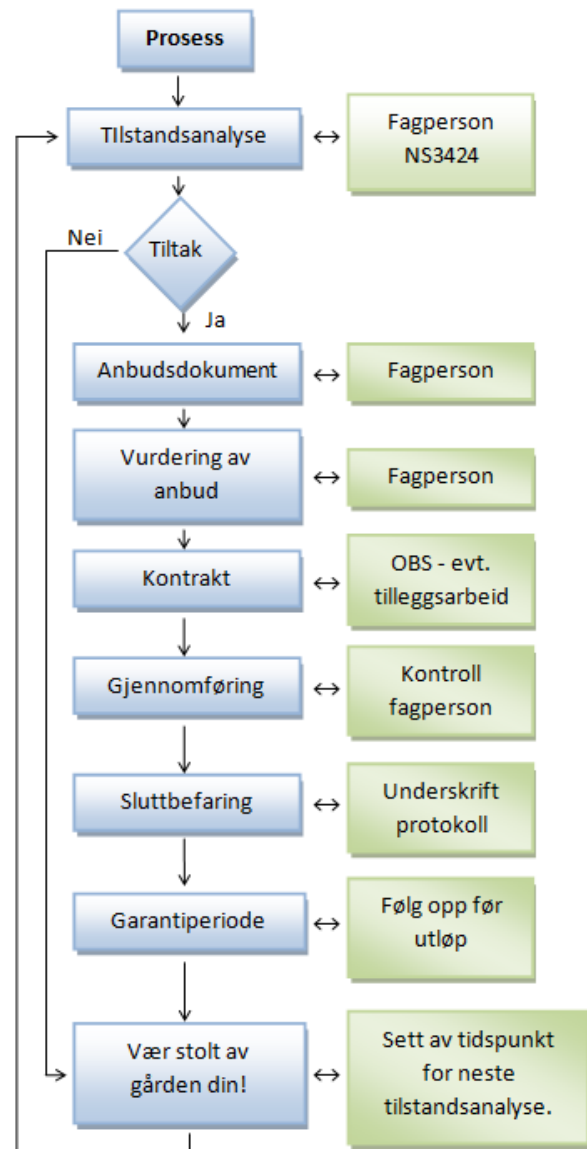 Prosess
TIlstandsanalyse
Fagperson
NS3424
Nei
Tiltak
Ja
Anbudsdokument
Fagperson
Vurdering av
anbud
Fagperson
Kontrakt
OBS - evt.
tilleggsarbeid
Gjennomføring
Kontroll
fagperson
Sluttbefaring
Underskrift
protokoll
Garantiperiode
Følg opp før
utløp
Vær stolt av
gården din!
Sett av tidspunkt
for neste
tilstandsanalyse.